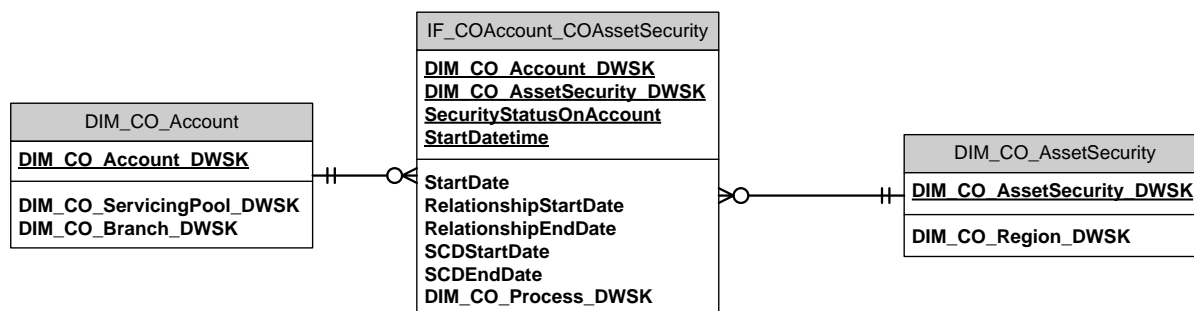 DIM_CO_Account
DIM_CO_Account_DWSK
DIM_CO_ServicingPool_DWSK
DIM_CO_Branch_DWSK
IF_COAccount_COAssetSecurity
DIM_CO_Account_DWSK
DIM_CO_AssetSecurity_DWSK
SecurityStatusOnAccount
StartDatetime
StartDate
RelationshipStartDate
RelationshipEndDate
SCDStartDate
SCDEndDate
DIM_CO_Process_DWSK
DIM_CO_AssetSecurity
DIM_CO_AssetSecurity_DWSK
DIM_CO_Region_DWSK